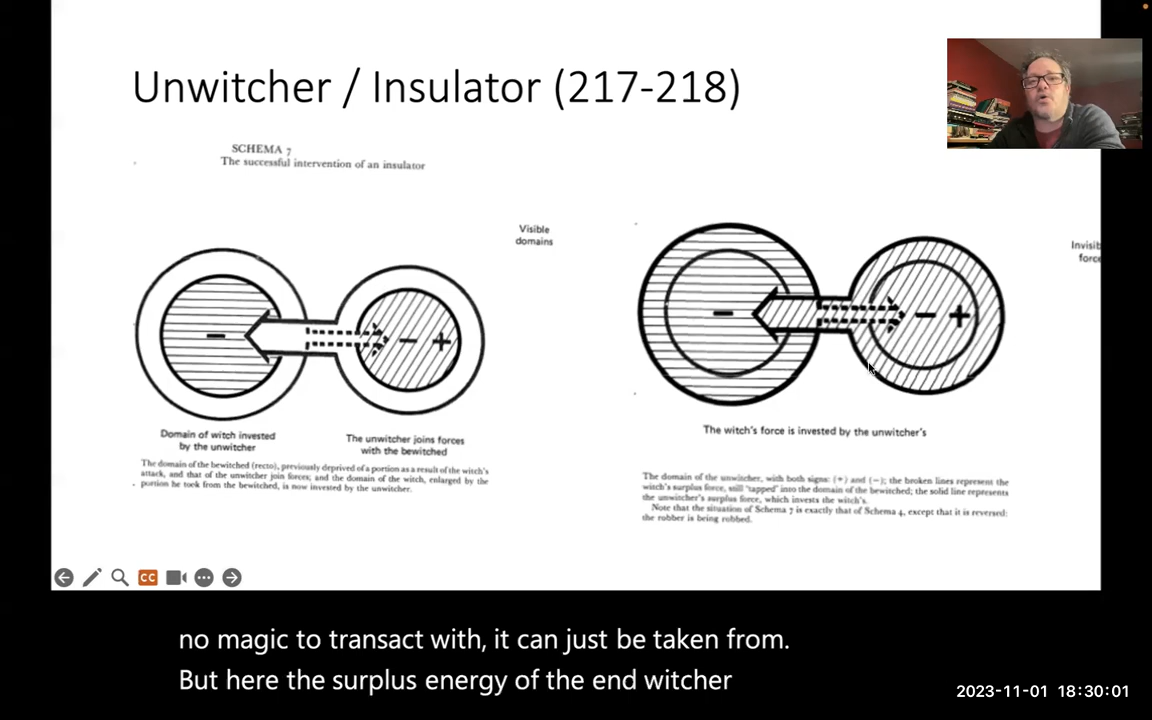 Unwitcher / Insulator (217-218)
SCHEMA 7
The successful intervention of an insulator
Visible
domains
Invisib
force
−
− +
−
− +
Domain of witch invested
by the unwitcher
The unwitcher joins forces
with the bewitched
The witch's force is invested by the unwitcher's
The domain of the bewitched (recto), previously deprived of a portion as a result of the witch's
attack, and that of the unwitcher join forces; and the domain of the witch, enlarged by the
portion he took from the bewitched, is now invested by the unwitcher.
The domain of the unwitcher, with both signs: (+) and (−); the broken lines represent the
witch's surplus force, still 'tapped' into the domain of the bewitched; the solid line represents
the unwitcher's surplus force, which invests the witch's.
Note that the situation of Schema 7 is exactly that of Schema 4, except that it is reversed:
the robber is being robbed.
CC
no magic to transact with, it can just be taken from.
But here the surplus energy of the end witcher
2023-11-01 18:30:01